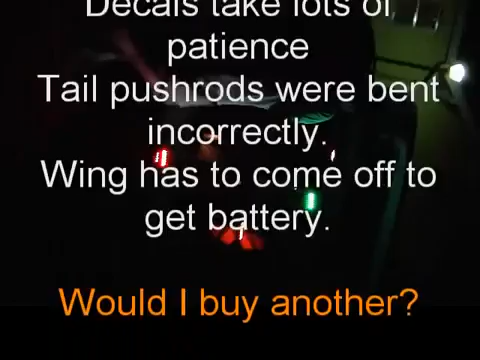 Decals take lots of
patience
Tail pushrods were bent
incorrectly.
Wing has to come off to
get battery.
Would I buy another?